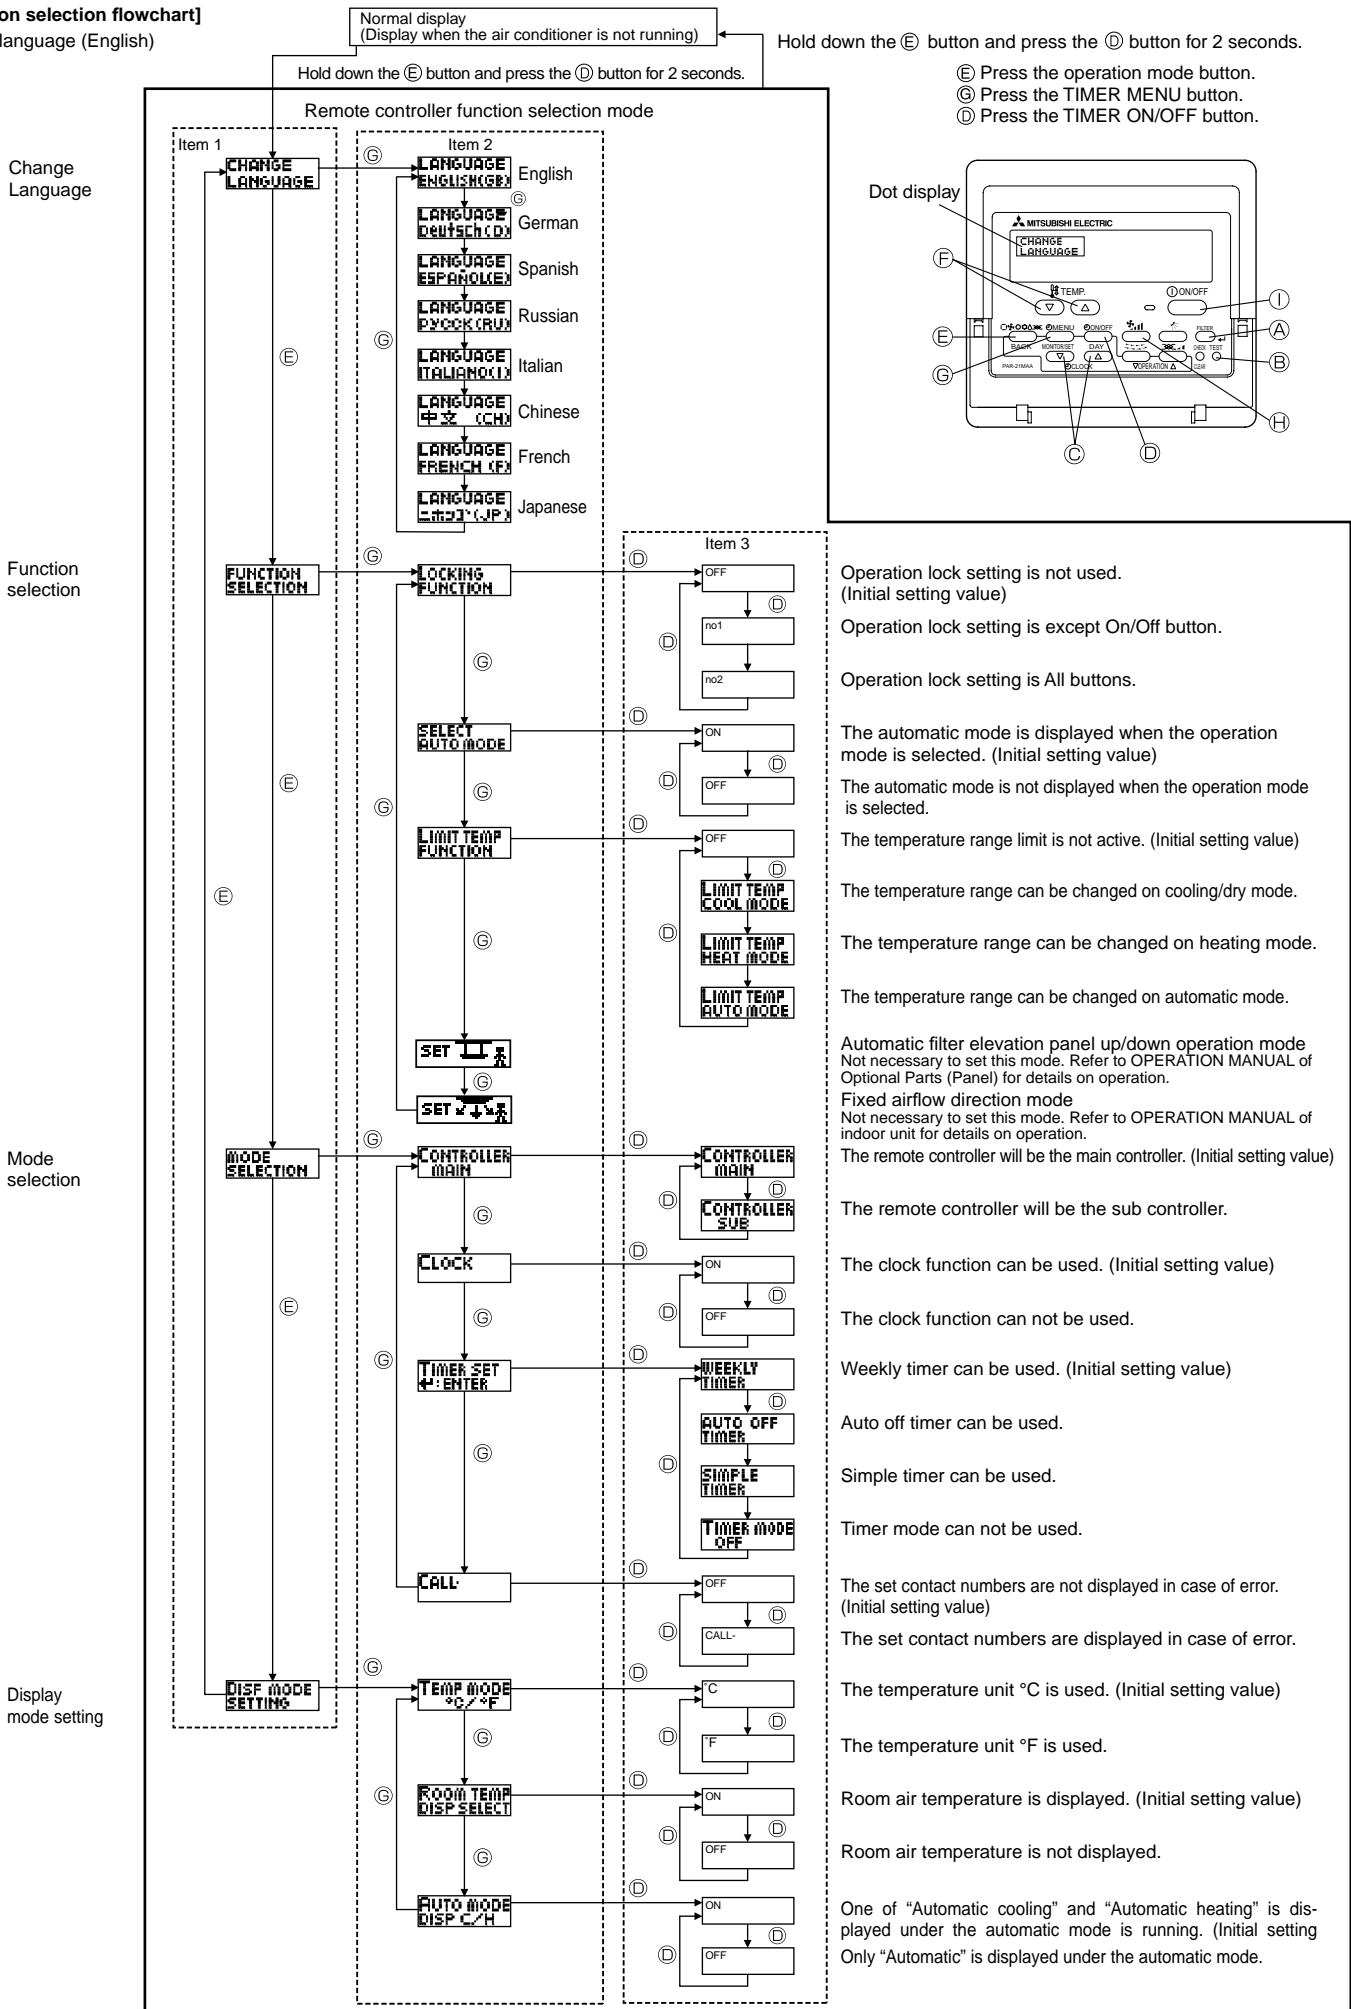 on selection flowchart]
language (English)
Normal display
(Display when the air conditioner is not running)
Hold down the Ⓔ button and press the Ⓓ button for 2 seconds.
Hold down the Ⓔ button and press the Ⓓ button for 2 seconds.
Ⓔ Press the operation mode button.
Ⓖ Press the TIMER MENU button.
Ⓓ Press the TIMER ON/OFF button.
Remote controller function selection mode
Item 1
Item 2
Change
Language
CHANGE
LANGUAGE
Ⓖ
LANGUAGE
ENGLISH(GB)
English
Ⓖ
LANGUAGE
Deutsch(D)
German
LANGUAGE
ESPAÑOL(E)
Spanish
LANGUAGE
РУССК(RU)
Russian
Ⓖ
Ⓔ
LANGUAGE
ITALIANO(I)
Italian
LANGUAGE
中文 (CH)
Chinese
LANGUAGE
FRENCH (F)
French
LANGUAGE
ニホンゴ(JP)
Japanese
Dot display
MITSUBISHI ELECTRIC
CHANGE
LANGUAGE
Ⓕ
TEMP.
ON/OFF
Ⓘ
Ⓔ
MENU
ON/OFF
FILTER
Ⓐ
BACK
MONITOR/SET
DAY
CHECK
TEST
Ⓑ
PAR-21MAA
CLOCK
OPERATION
CLEAR
Ⓖ
Ⓗ
Ⓒ
Ⓓ
Item 3
Function
selection
FUNCTION
SELECTION
Ⓖ
LOCKING
FUNCTION
Ⓓ
OFF
Operation lock setting is not used.
(Initial setting value)
Ⓓ
no1
Operation lock setting is except On/Off button.
Ⓓ
Ⓖ
no2
Operation lock setting is All buttons.
SELECT
AUTO MODE
Ⓓ
ON
The automatic mode is displayed when the operation
mode is selected. (Initial setting value)
Ⓓ
Ⓓ
OFF
The automatic mode is not displayed when the operation mode
is selected.
Ⓔ
Ⓖ
Ⓖ
LIMIT TEMP
FUNCTION
Ⓓ
OFF
The temperature range limit is not active. (Initial setting value)
Ⓓ
LIMIT TEMP
COOL MODE
The temperature range can be changed on cooling/dry mode.
Ⓔ
Ⓓ
Ⓖ
LIMIT TEMP
HEAT MODE
The temperature range can be changed on heating mode.
LIMIT TEMP
AUTO MODE
The temperature range can be changed on automatic mode.
SET
Automatic filter elevation panel up/down operation mode
Not necessary to set this mode. Refer to OPERATION MANUAL of
Optional Parts (Panel) for details on operation.
Ⓖ
SET
Fixed airflow direction mode
Not necessary to set this mode. Refer to OPERATION MANUAL of
indoor unit for details on operation.
Mode
selection
MODE
SELECTION
Ⓖ
CONTROLLER
MAIN
Ⓓ
CONTROLLER
MAIN
The remote controller will be the main controller. (Initial setting value)
Ⓓ
Ⓓ
CONTROLLER
SUB
The remote controller will be the sub controller.
Ⓖ
CLOCK
Ⓓ
ON
The clock function can be used. (Initial setting value)
Ⓓ
Ⓓ
Ⓔ
Ⓖ
OFF
The clock function can not be used.
Ⓖ
TIMER SET
↵:ENTER
Ⓓ
WEEKLY
TIMER
Weekly timer can be used. (Initial setting value)
Ⓓ
AUTO OFF
TIMER
Auto off timer can be used.
Ⓖ
Ⓓ
SIMPLE
TIMER
Simple timer can be used.
TIMER MODE
OFF
Timer mode can not be used.
CALL-
Ⓓ
OFF
The set contact numbers are not displayed in case of error.
(Initial setting value)
Ⓓ
Ⓓ
CALL-
The set contact numbers are displayed in case of error.
Display
mode setting
DISP MODE
SETTING
Ⓖ
TEMP MODE
°C/°F
Ⓓ
°C
The temperature unit °C is used. (Initial setting value)
Ⓓ
Ⓓ
Ⓖ
°F
The temperature unit °F is used.
Ⓖ
ROOM TEMP
DISP SELECT
Ⓓ
ON
Room air temperature is displayed. (Initial setting value)
Ⓓ
Ⓓ
Ⓖ
OFF
Room air temperature is not displayed.
AUTO MODE
DISP C/H
Ⓓ
ON
One of “Automatic cooling” and “Automatic heating” is dis-
played under the automatic mode is running. (Initial setting
Ⓓ
Ⓓ
OFF
Only “Automatic” is displayed under the automatic mode.